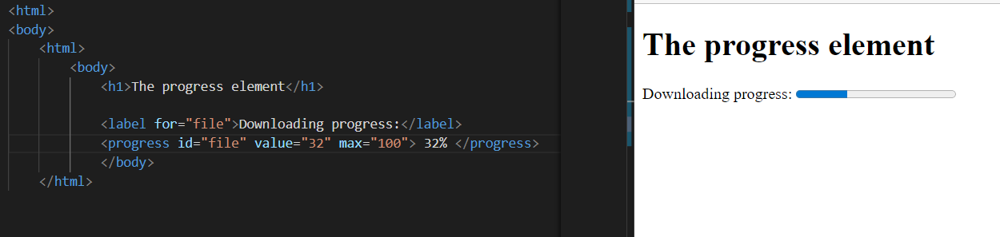 <html>
<body>
<html>
<body>
<h1>The progress element</h1>
<label for="file">Downloading progress:</label>
<progress id="file" value="32" max="100"> 32% </progress>
</body>
</html>
The progress element
Downloading progress: